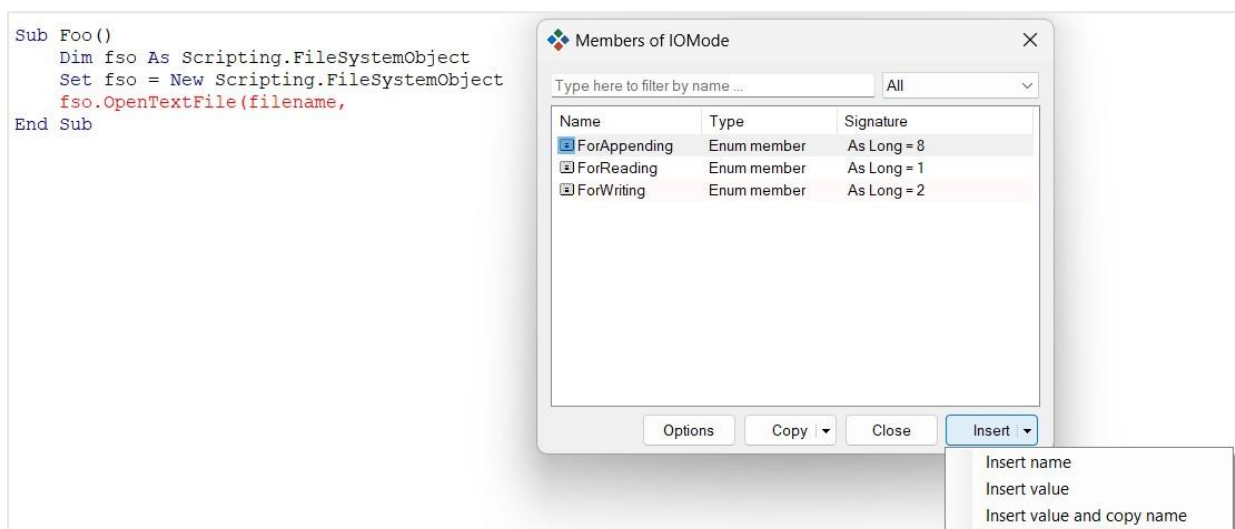 Sub Foo()
    Dim fso As Scripting.FileSystemObject
    Set fso = New Scripting.FileSystemObject
    fso.OpenTextFile(filename,
End Sub
Members of IOMode
Type here to filter by name ... All
Name Type Signature
ForAppending Enum member As Long = 8
ForReading Enum member As Long = 1
ForWriting Enum member As Long = 2
Options Copy Close Insert
Insert name
Insert value
Insert value and copy name